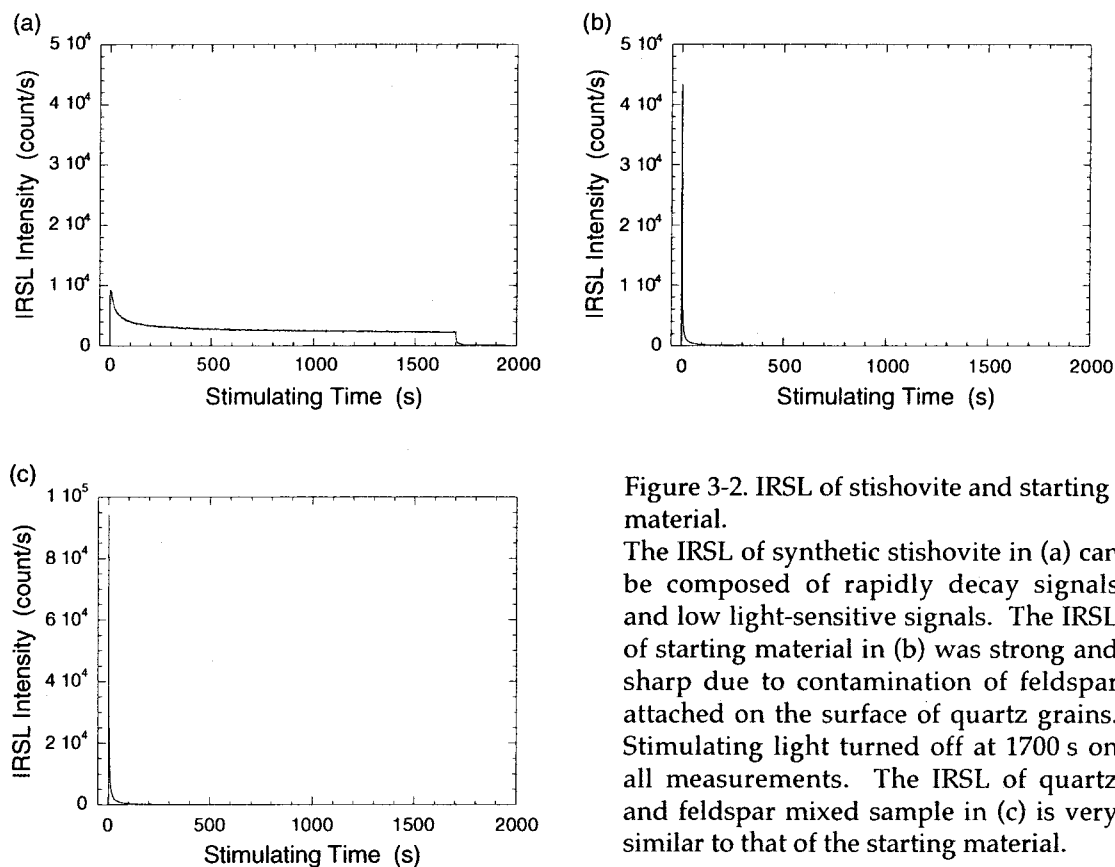 (a)
5 10⁴
4 10⁴
3 10⁴
2 10⁴
1 10⁴
0
IRSL Intensity (count/s)
0 500 1000 1500 2000
Stimulating Time (s)
(b)
5 10⁴
4 10⁴
3 10⁴
2 10⁴
1 10⁴
0
IRSL Intensity (count/s)
0 500 1000 1500 2000
Stimulating Time (s)
(c)
1 10⁵
8 10⁴
6 10⁴
4 10⁴
2 10⁴
0
IRSL Intensity (count/s)
0 500 1000 1500 2000
Stimulating Time (s)
Figure 3-2. IRSL of stishovite and starting
material.
The IRSL of synthetic stishovite in (a) can
be composed of rapidly decay signals
and low light-sensitive signals. The IRSL
of starting material in (b) was strong and
sharp due to contamination of feldspar
attached on the surface of quartz grains.
Stimulating light turned off at 1700 s on
all measurements. The IRSL of quartz
and feldspar mixed sample in (c) is very
similar to that of the starting material.